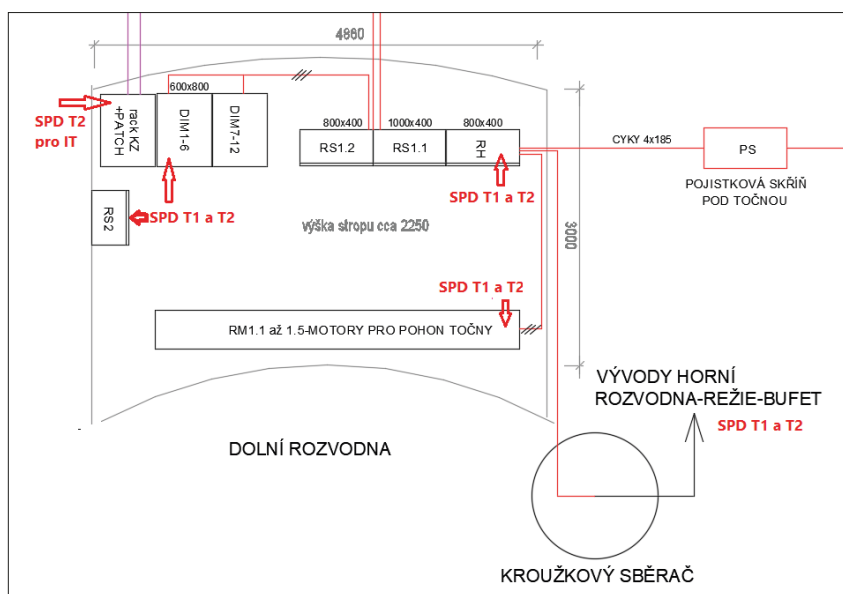 4860
600x800
SPD T2
pro IT
rack KZ
+PATCH
DIM1-6
DIM7-12
800x400
1000x400
800x400
RS1.2
RS1.1
RH
CYKY 4x185
PS
POJISTKOVÁ SKŘÍŇ
POD TOČNOU
SPD T1 a T2
RS2
SPD T1 a T2
výška stropu cca 2250
3000
SPD T1 a T2
RM1.1 až 1.5-MOTORY PRO POHON TOČNY
VÝVODY HORNÍ
ROZVODNA-REŽIE-BUFET
SPD T1 a T2
DOLNÍ ROZVODNA
KROUŽKOVÝ SBĚRAČ